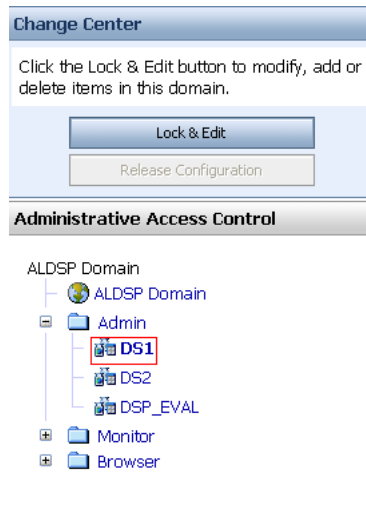 Change Center
Click the Lock & Edit button to modify, add or
delete items in this domain.
Lock & Edit
Release Configuration
Administrative Access Control
ALDSP Domain
ALDSP Domain
Admin
DS1
DS2
DSP_EVAL
Monitor
Browser